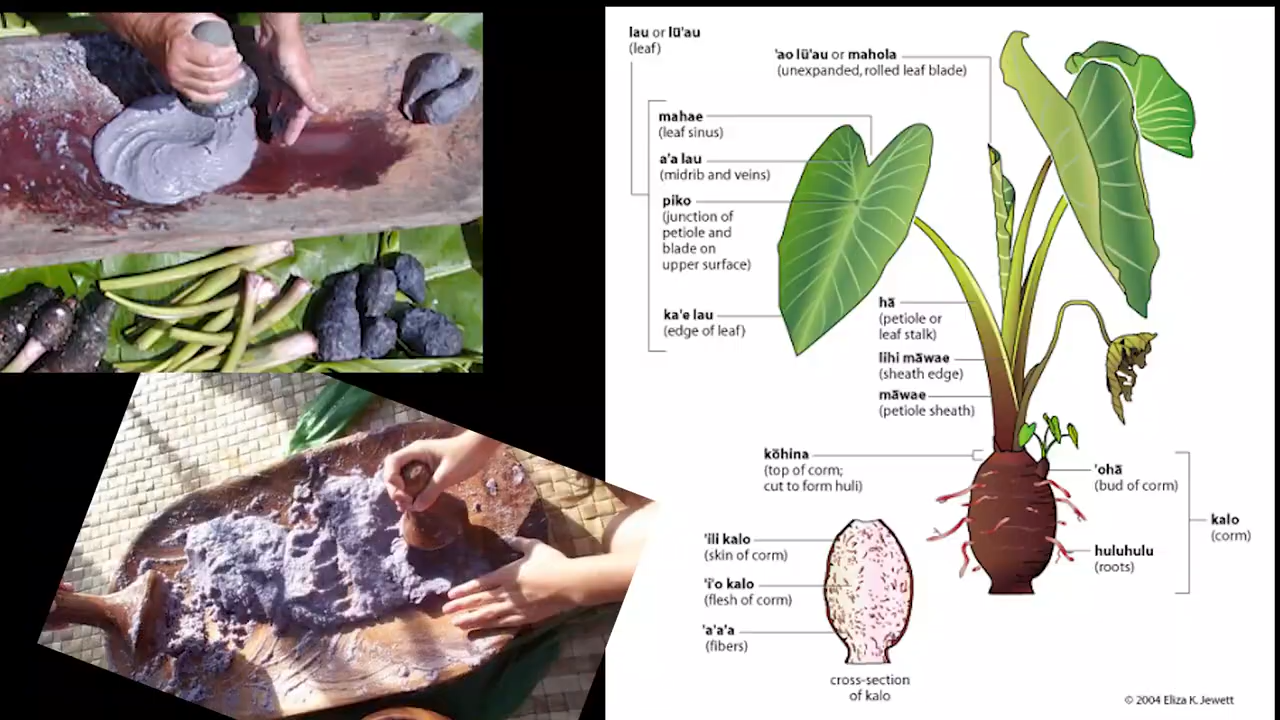 lau or lū'au
(leaf)
'ao lū'au or mahola
(unexpanded, rolled leaf blade)
mahae
(leaf sinus)
a'a lau
(midrib and veins)
piko
(junction of
petiole and
blade on
upper surface)
ka'e lau
(edge of leaf)
hā
(petiole or
leaf stalk)
lihi māwae
(sheath edge)
māwae
(petiole sheath)
kōhina
(top of corm;
cut to form huli)
'ohā
(bud of corm)
kalo
(corm)
huluhulu
(roots)
'ili kalo
(skin of corm)
'i'o kalo
(flesh of corm)
'a'a'a
(fibers)
cross-section
of kalo
© 2004 Eliza K. Jewett